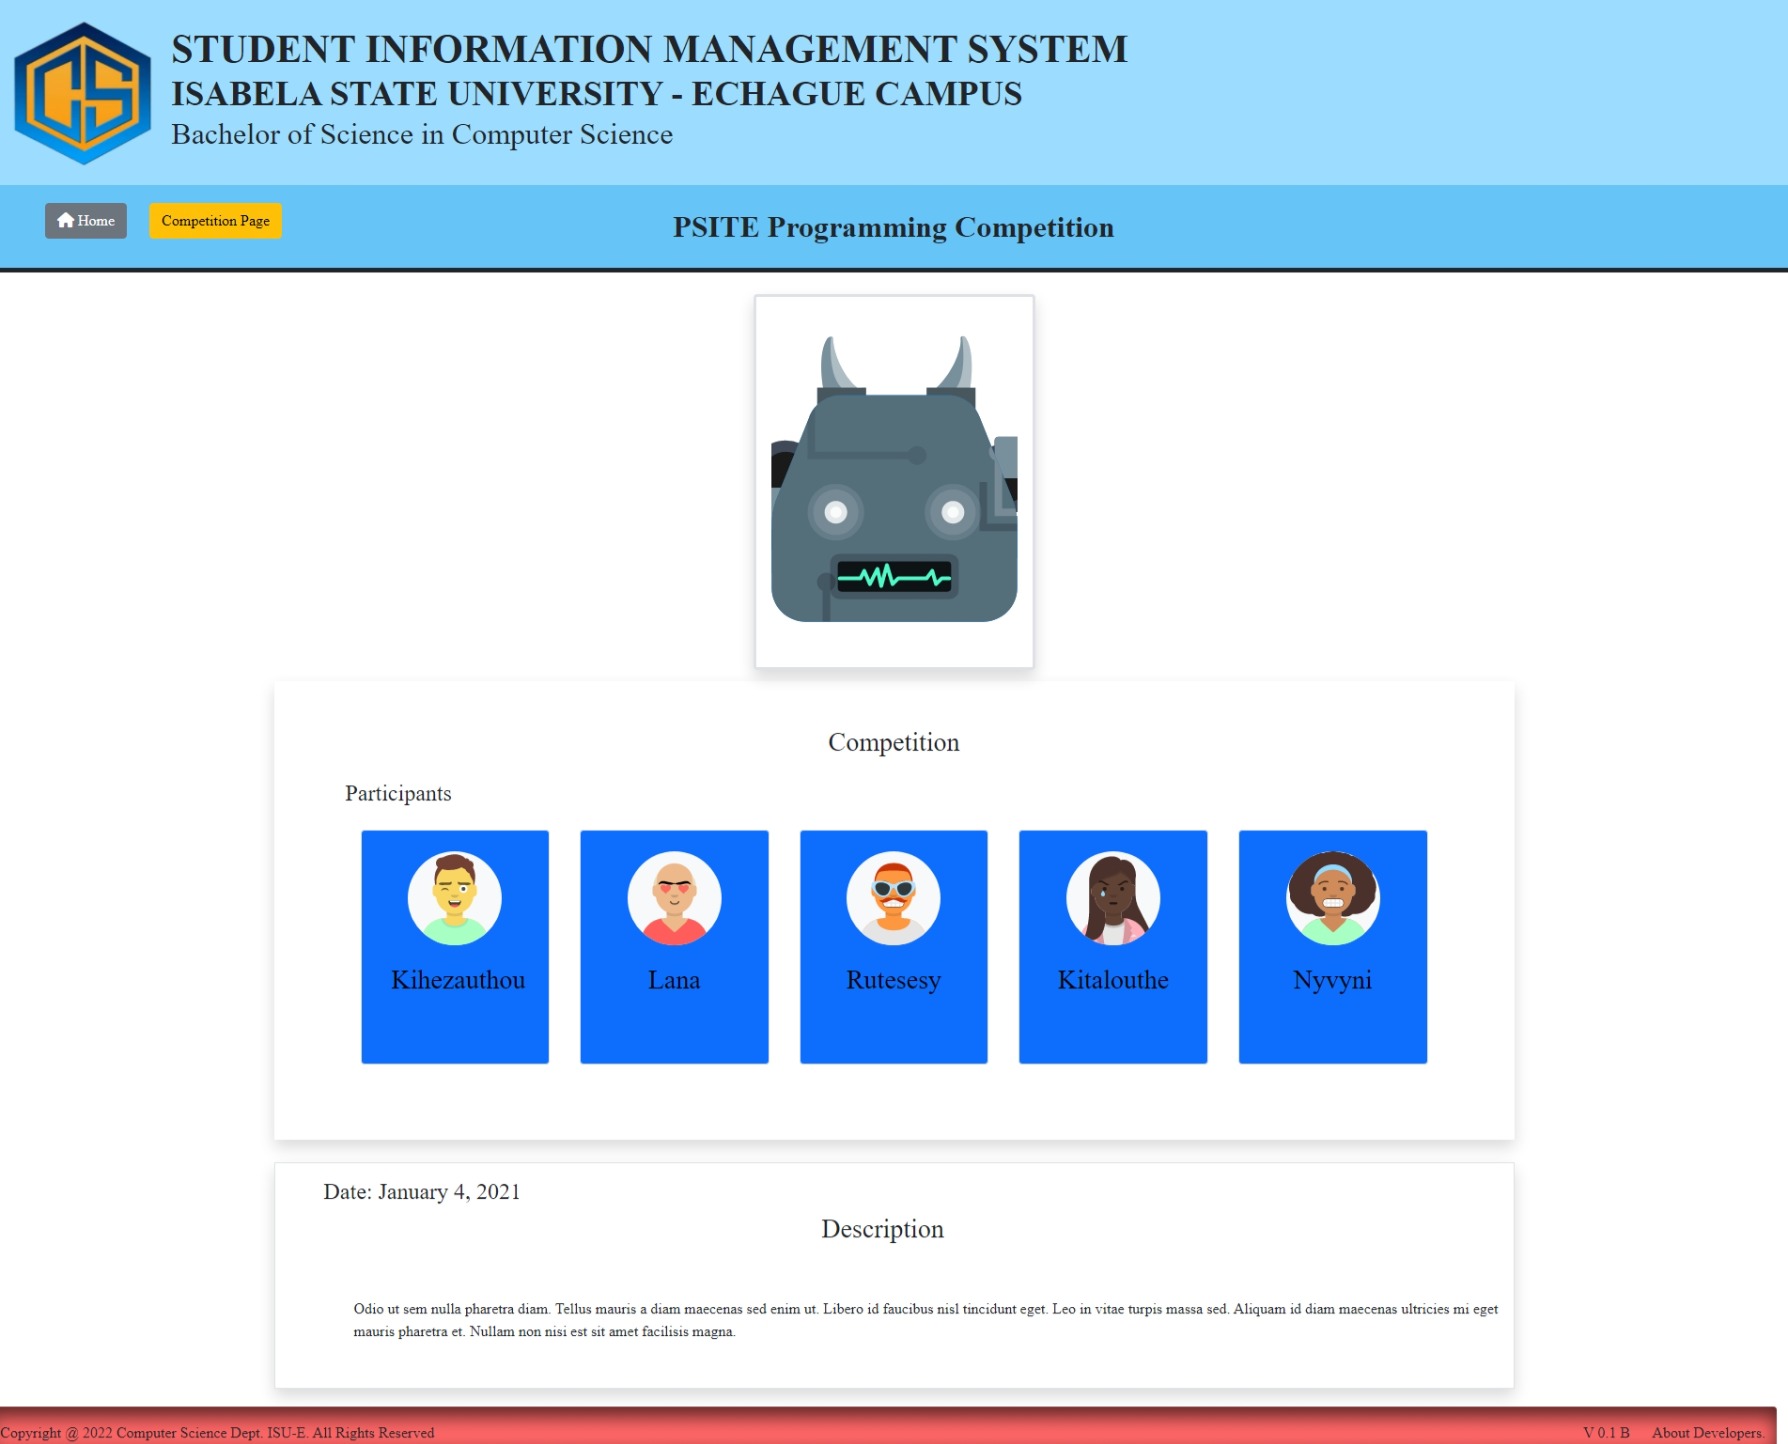 CS
STUDENT INFORMATION MANAGEMENT SYSTEM
ISABELA STATE UNIVERSITY - ECHAGUE CAMPUS
Bachelor of Science in Computer Science
Home
Competition Page
PSITE Programming Competition
Competition
Participants
Kihezauthou
Lana
Rutesesy
Kitalouthe
Nyvyni
Date: January 4, 2021
Description
Odio ut sem nulla pharetra diam. Tellus mauris a diam maecenas sed enim ut. Libero id faucibus nisl tincidunt eget. Leo in vitae turpis massa sed. Aliquam id diam maecenas ultricies mi eget
mauris pharetra et. Nullam non nisi est sit amet facilisis magna.
Copyright @ 2022 Computer Science Dept. ISU-E. All Rights Reserved
V 0.1 B
About Developers.